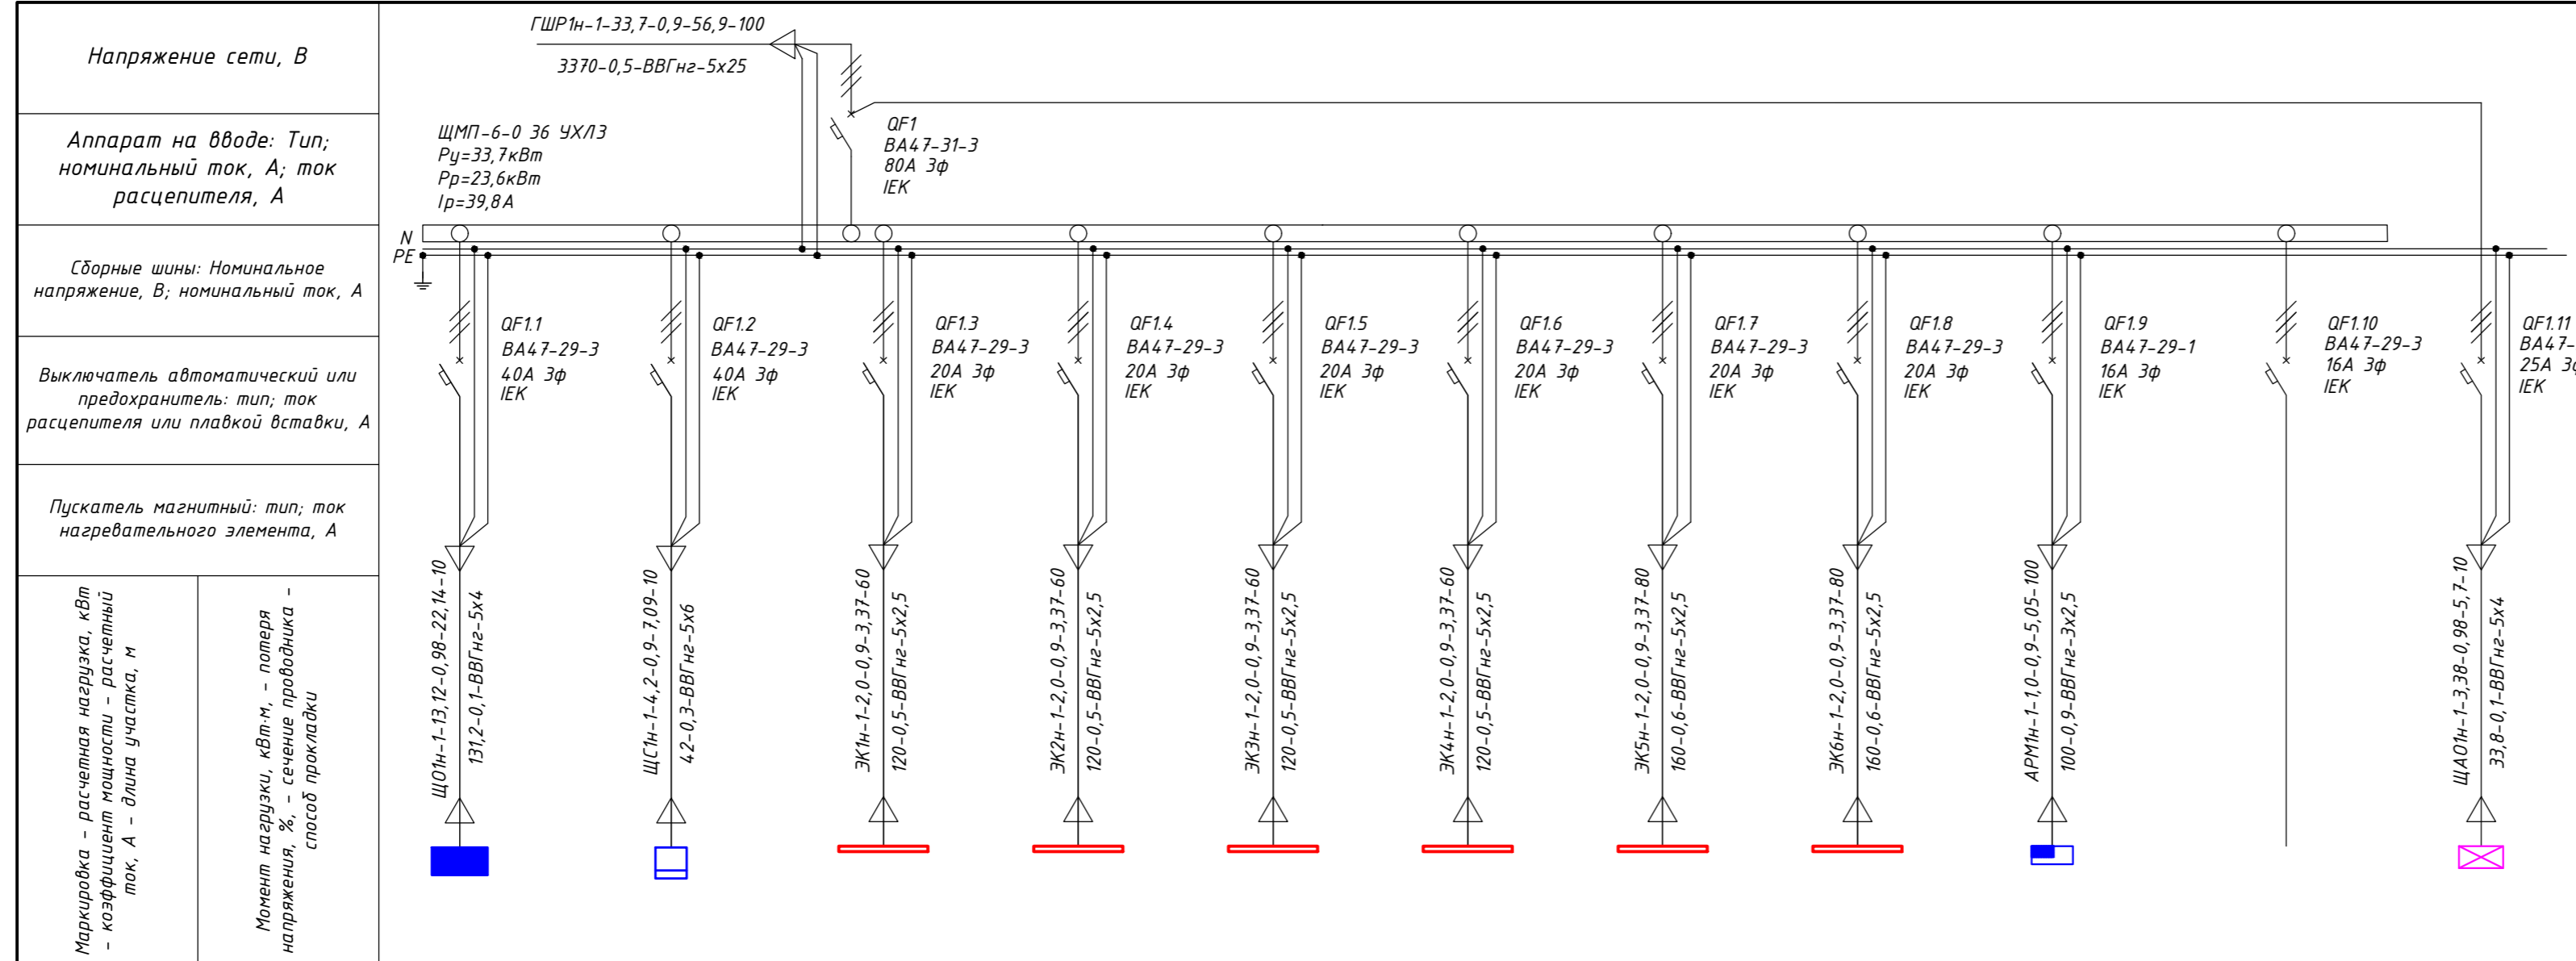 Напряжение сети, В
Аппарат на вводе: Тип;
номинальный ток, А; ток
расцепителя, А
Сборные шины: Номинальное
напряжение, В; номинальный ток, А
Выключатель автоматический или
предохранитель: тип; ток
расцепителя или плавкой вставки, А
Пускатель магнитный: тип; ток
нагревательного элемента, А
Маркировка - расчетная нагрузка, кВт
- коэффициент мощности - расчетный
ток, А - длина участка, м
Момент нагрузки, кВт·м, - потеря
напряжения, %, - сечение проводника -
способ прокладки
ГШР1н-1-33,7-0,9-56,9-100
3370-0,5-ВВГнг-5х25
ЩМП-6-0 36 УХЛ3
Ру=33,7кВт
Рр=23,6кВт
Iр=39,8А
QF1
ВА47-31-3
80А 3ф
IEK
N
PE
QF1.1
ВА47-29-3
40А 3ф
IEK
QF1.2
ВА47-29-3
40А 3ф
IEK
QF1.3
ВА47-29-3
20А 3ф
IEK
QF1.4
ВА47-29-3
20А 3ф
IEK
QF1.5
ВА47-29-3
20А 3ф
IEK
QF1.6
ВА47-29-3
20А 3ф
IEK
QF1.7
ВА47-29-3
20А 3ф
IEK
QF1.8
ВА47-29-3
20А 3ф
IEK
QF1.9
ВА47-29-1
16А 3ф
IEK
QF1.10
ВА47-29-3
16А 3ф
IEK
QF1.11
ВА47-
25А 3ф
IEK
ЩО1н-1-13,12-0,98-22,14-10
131,2-0,1-ВВГнг-5х4
ЩС1н-1-4,2-0,9-7,09-10
42-0,3-ВВГнг-5х6
ЭК1н-1-2,0-0,9-3,37-60
120-0,5-ВВГнг-5х2,5
ЭК2н-1-2,0-0,9-3,37-60
120-0,5-ВВГнг-5х2,5
ЭК3н-1-2,0-0,9-3,37-60
120-0,5-ВВГнг-5х2,5
ЭК4н-1-2,0-0,9-3,37-60
120-0,5-ВВГнг-5х2,5
ЭК5н-1-2,0-0,9-3,37-80
160-0,6-ВВГнг-5х2,5
ЭК6н-1-2,0-0,9-3,37-80
160-0,6-ВВГнг-5х2,5
АРМ1н-1-1,0-0,9-5,05-100
100-0,9-ВВГнг-3х2,5
ЩАО1н-1-3,38-0,98-5,7-10
33,8-0,1-ВВГнг-5х4